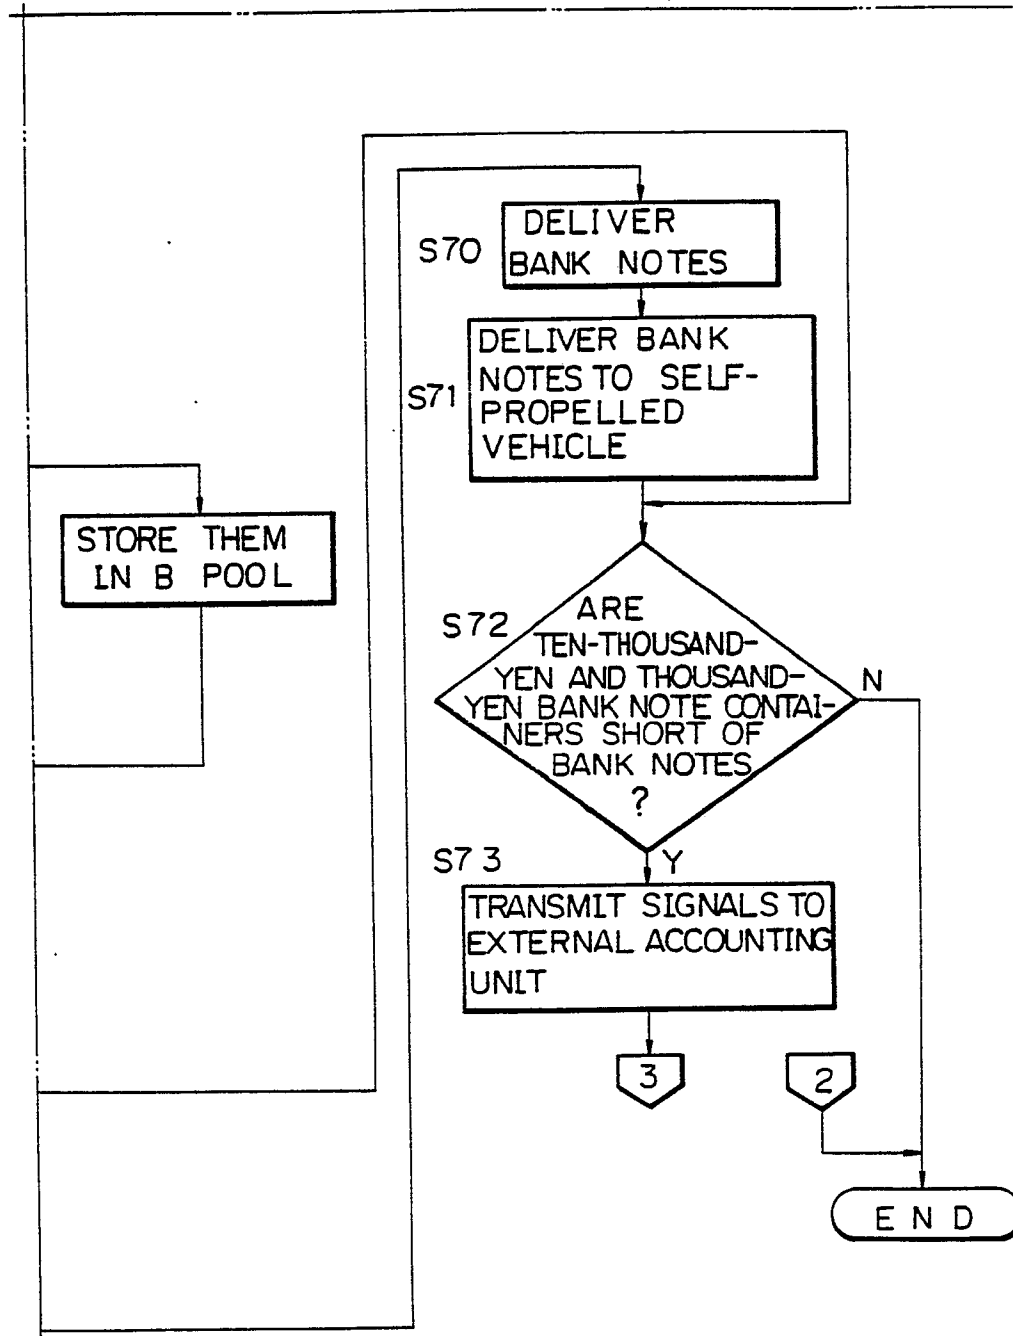 S70
DELIVER
BANK NOTES
S71
DELIVER BANK
NOTES TO SELF-
PROPELLED
VEHICLE
STORE THEM
IN B POOL
S72
ARE
TEN-THOUSAND-
YEN AND THOUSAND-
YEN BANK NOTE CONTAI-
NERS SHORT OF
BANK NOTES
?
N
Y
S73
TRANSMIT SIGNALS TO
EXTERNAL ACCOUNTING
UNIT
3
2
END